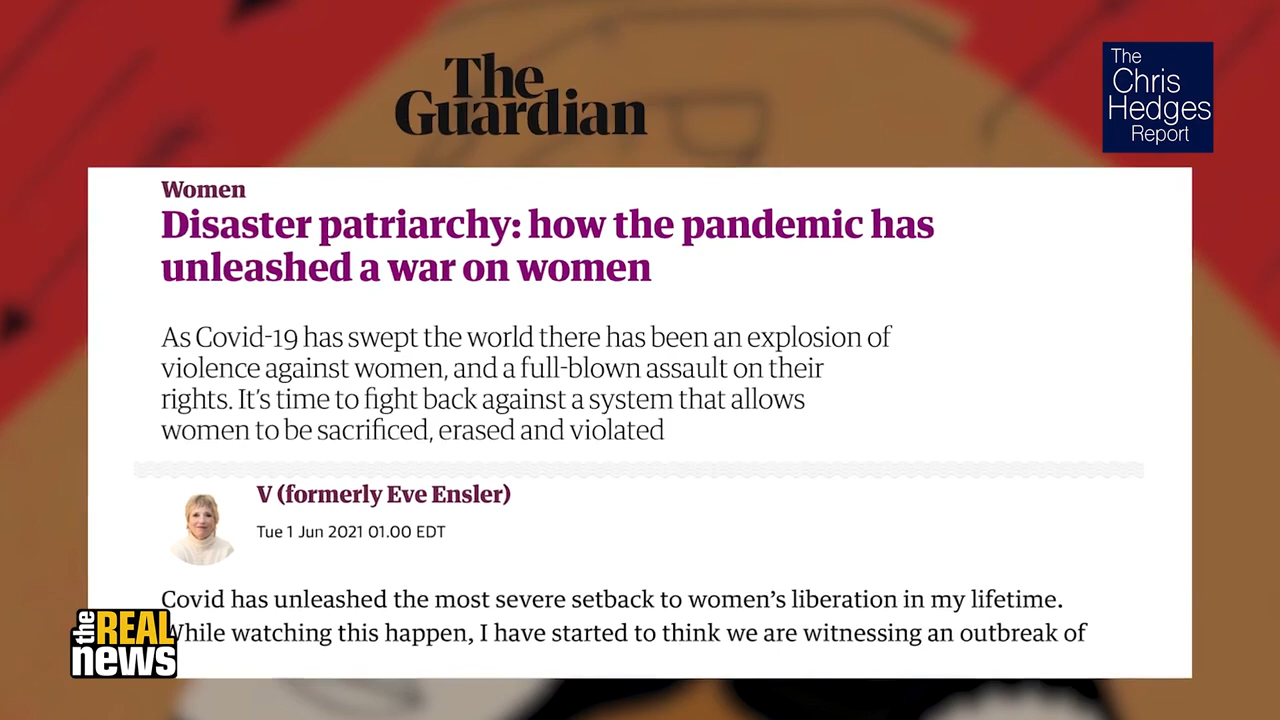 The
Guardian
The
Chris
Hedges
Report
Women
Disaster patriarchy: how the pandemic has
unleashed a war on women
As Covid-19 has swept the world there has been an explosion of
violence against women, and a full-blown assault on their
rights. It's time to fight back against a system that allows
women to be sacrificed, erased and violated
V (formerly Eve Ensler)
Tue 1 Jun 2021 01.00 EDT
Covid has unleashed the most severe setback to women's liberation in my lifetime.
While watching this happen, I have started to think we are witnessing an outbreak of
the REAL
news